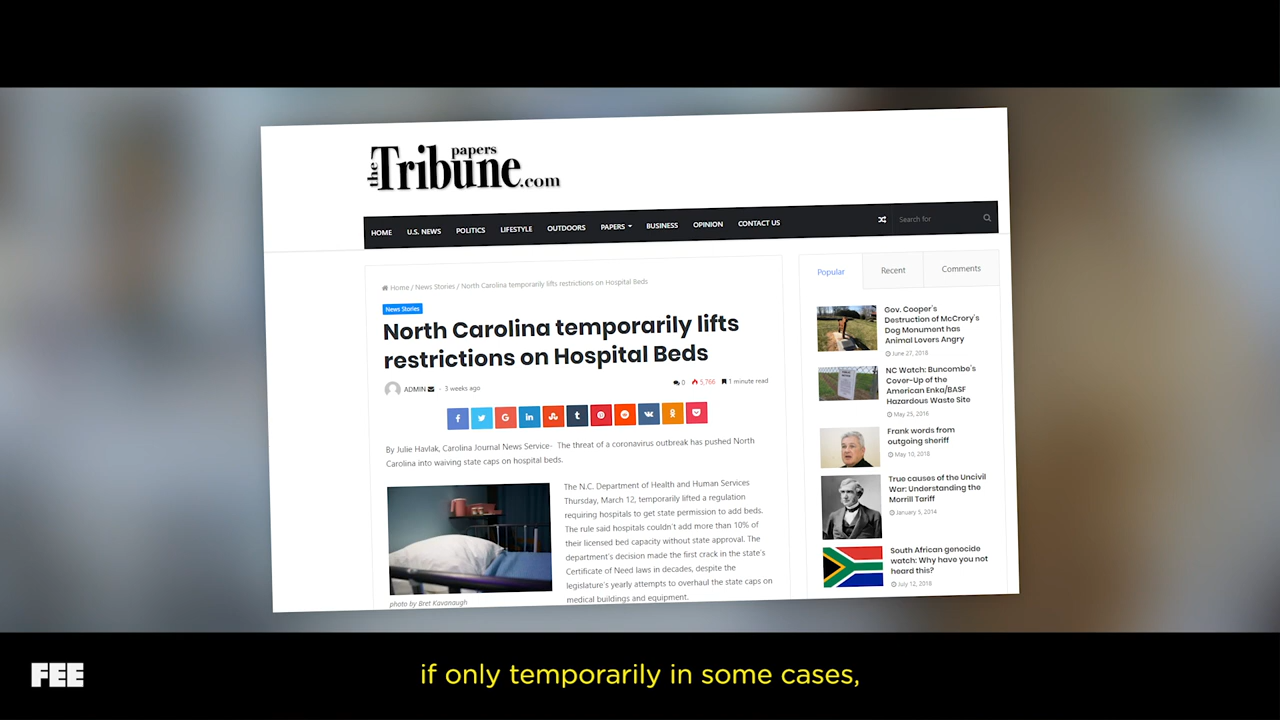 the Tribune papers .com
HOME U.S. NEWS POLITICS LIFESTYLE OUTDOORS PAPERS BUSINESS OPINION CONTACT US Search for
Home / News Stories / North Carolina temporarily lifts restrictions on Hospital Beds
News Stories
North Carolina temporarily lifts
restrictions on Hospital Beds
ADMIN - 3 weeks ago 0 5,766 1 minute read
By Julie Havlak, Carolina Journal News Service- The threat of a coronavirus outbreak has pushed North
Carolina into waiving state caps on hospital beds.
The N.C. Department of Health and Human Services
Thursday, March 12, temporarily lifted a regulation
requiring hospitals to get state permission to add beds.
The rule said hospitals couldn't add more than 10% of
their licensed bed capacity without state approval. The
department's decision made the first crack in the state's
Certificate of Need laws in decades, despite the
legislature's yearly attempts to overhaul the state caps on
medical buildings and equipment.
photo by Bret Kavanaugh
Popular Recent Comments
Gov. Cooper's
Destruction of McCrory's
Dog Monument has
Animal Lovers Angry
June 27, 2018
NC Watch: Buncombe's
Cover-Up of the
American Enka/BASF
Hazardous Waste Site
May 25, 2016
Frank words from
outgoing sheriff
May 10, 2018
True causes of the Uncivil
War: Understanding the
Morrill Tariff
January 5, 2014
South African genocide
watch: Why have you not
heard this?
July 12, 2018
FEE
if only temporarily in some cases,